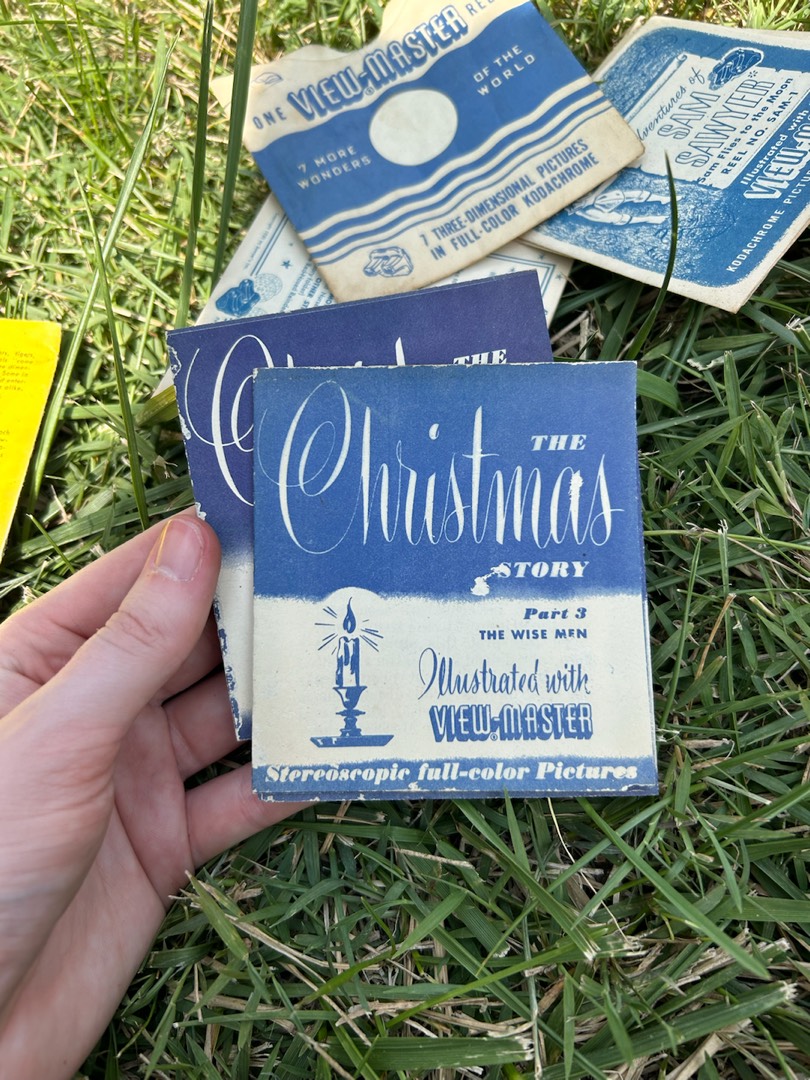 ONE VIEW-MASTER
7 MORE
WONDERS
OF THE
WORLD
7 THREE-DIMENSIONAL PICTURES
IN FULL-COLOR KODACHROME
Adventures of
SAM
SAWYER
Sam Flies to the Moon
REEL NO. SAM-1
Illustrated with
VIEW-
KODACHROME
THE
THE
Christmas
STORY
Part 3
THE WISE MEN
Illustrated with
VIEW-MASTER
Stereoscopic full-color Pictures